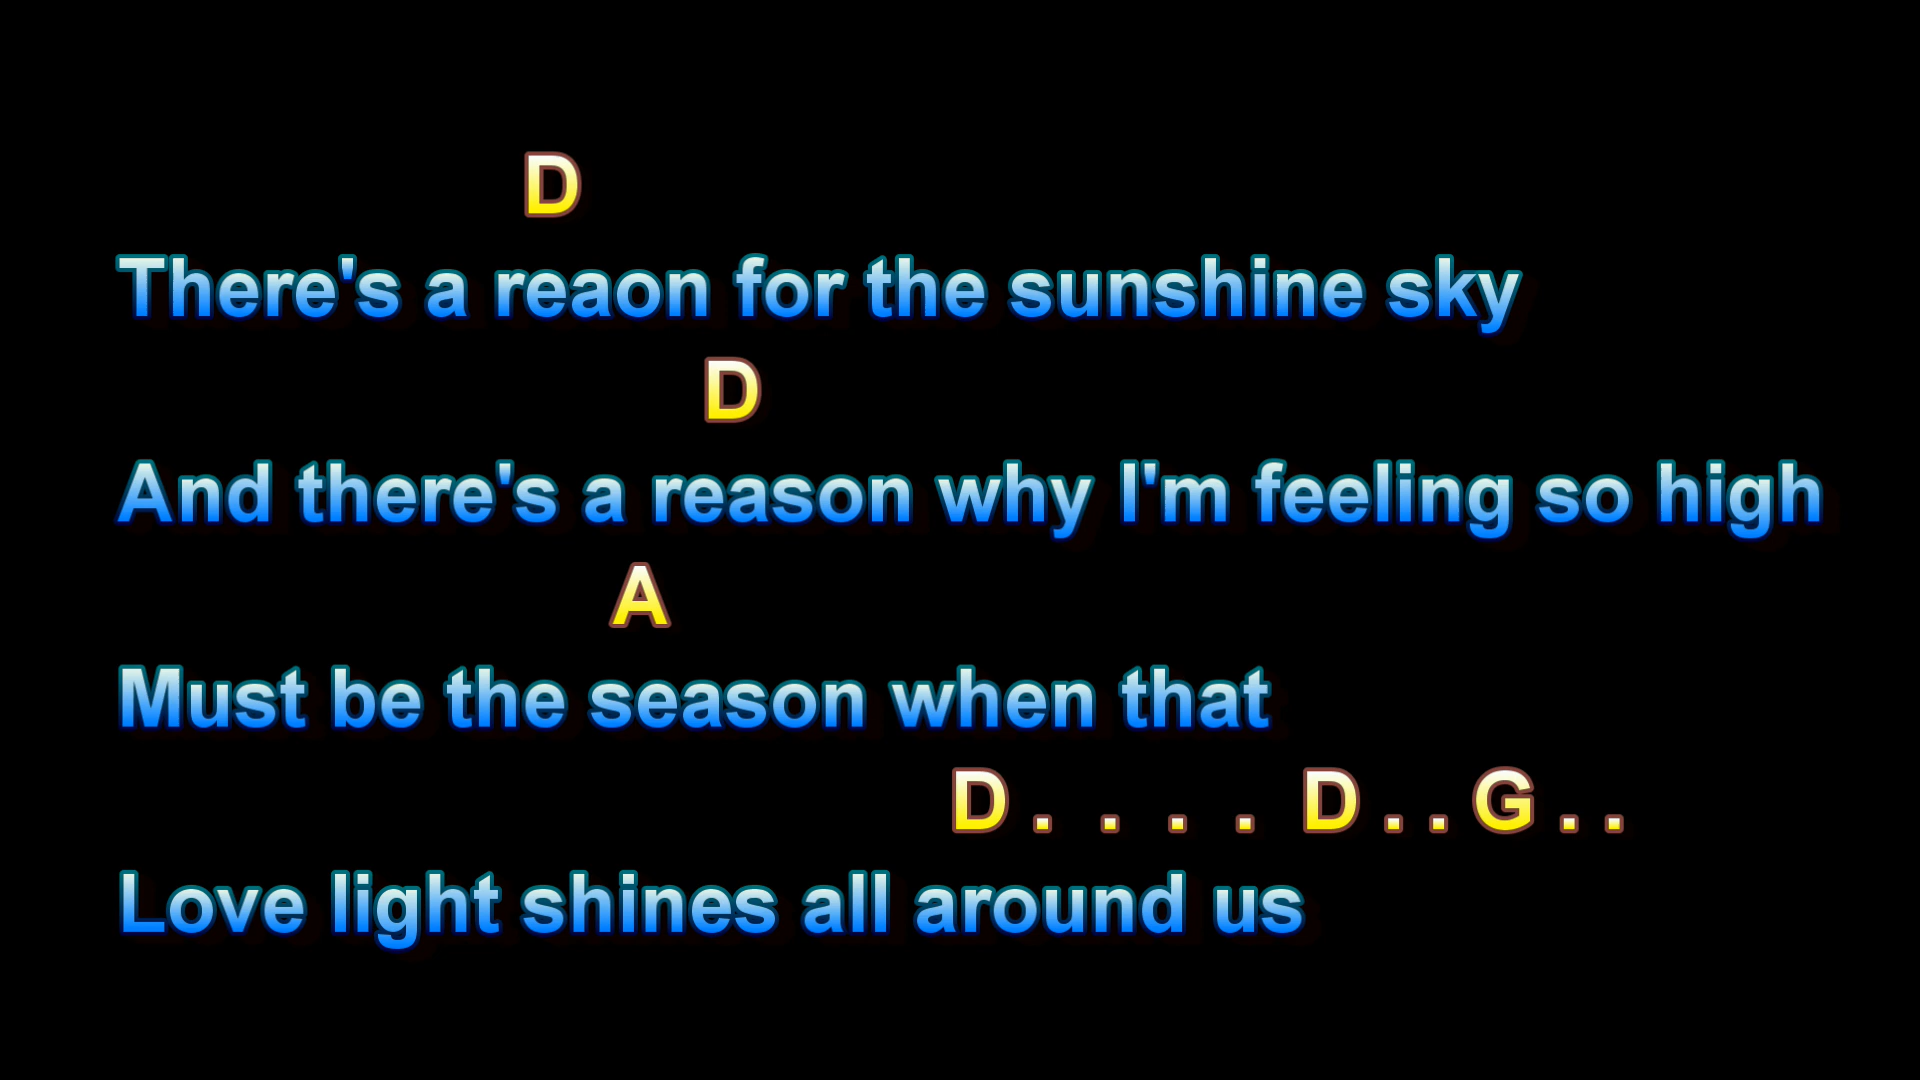 D
There's a reaon for the sunshine sky
D
And there's a reason why I'm feeling so high
A
Must be the season when that
D . . . . D . . G . .
Love light shines all around us